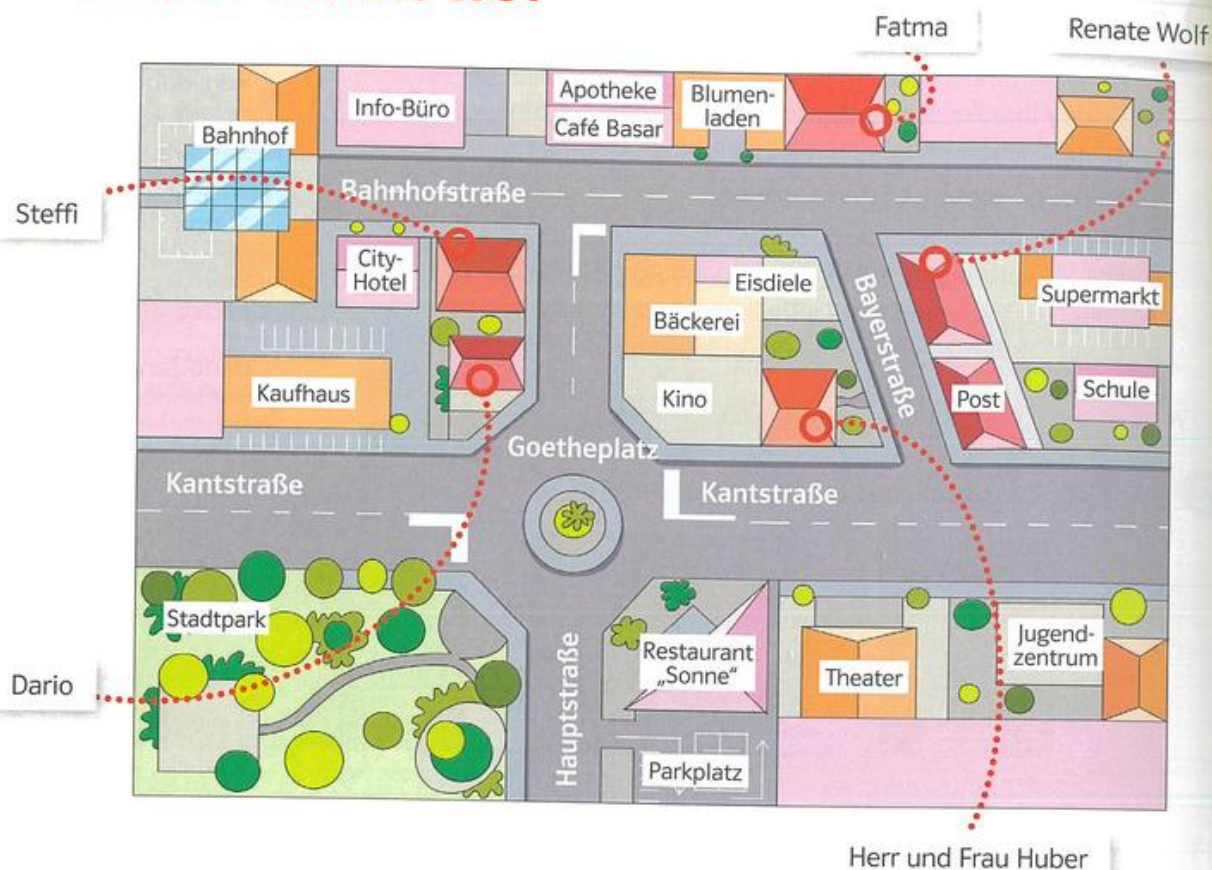 Fatma
Renate Wolf
Bahnhof
Info-Büro
Apotheke
Café Basar
Blumen-
laden
Steffi
Bahnhofstraße
City-
Hotel
Bäckerei
Eisdiele
Bayerstraße
Supermarkt
Kaufhaus
Kino
Post
Schule
Goetheplatz
Kantstraße
Kantstraße
Stadtpark
Hauptstraße
Restaurant
„Sonne“
Theater
Jugend-
zentrum
Dario
Parkplatz
Herr und Frau Huber